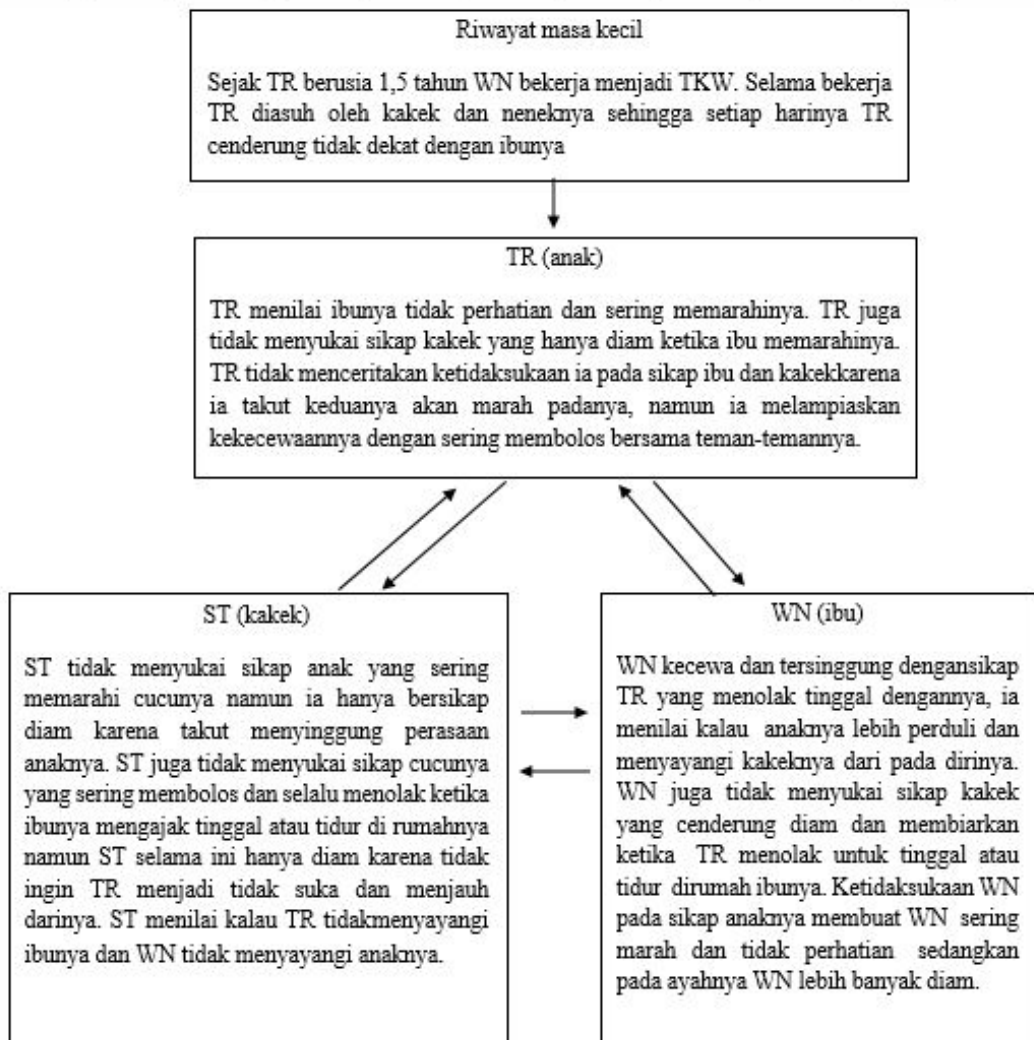 Riwayat masa kecil
Sejak TR berusia 1,5 tahun WN bekerja menjadi TKW. Selama bekerja
TR diasuh oleh kakek dan neneknya sehingga setiap harinya TR
cenderung tidak dekat dengan ibunya
TR (anak)
TR menilai ibunya tidak perhatian dan sering memarahinya. TR juga
tidak menyukai sikap kakek yang hanya diam ketika ibu memarahinya.
TR tidak menceritakan ketidaksukaan ia pada sikap ibu dan kakekkarena
ia takut keduanya akan marah padanya, namun ia melampiaskan
kekecewaannya dengan sering membolos bersama teman-temannya.
ST (kakek)
ST tidak menyukai sikap anak yang sering
memarahi cucunya namun ia hanya bersikap
diam karena takut menyinggung perasaan
anaknya. ST juga tidak menyukai sikap cucunya
yang sering membolos dan selalu menolak ketika
ibunya mengajak tinggal atau tidur di rumahnya
namun ST selama ini hanya diam karena tidak
ingin TR menjadi tidak suka dan menjauh
darinya. ST menilai kalau TR tidakmenyayangi
ibunya dan WN tidak menyayangi anaknya.
WN (ibu)
WN kecewa dan tersinggung dengansikap
TR yang menolak tinggal dengannya, ia
menilai kalau anaknya lebih perduli dan
menyayangi kakeknya dari pada dirinya.
WN juga tidak menyukai sikap kakek
yang cenderung diam dan membiarkan
ketika TR menolak untuk tinggal atau
tidur dirumah ibunya. Ketidaksukaan WN
pada sikap anaknya membuat WN sering
marah dan tidak perhatian sedangkan
pada ayahnya WN lebih banyak diam.